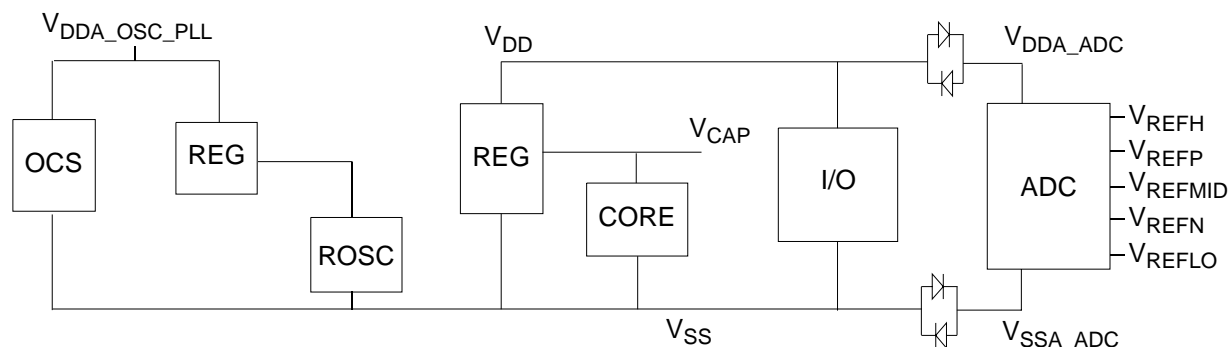 VDDA_OSC_PLL
VDD
VDDA_ADC
OCS
REG
REG
VCAP
I/O
ADC
VREFH
VREFP
VREFMID
VREFN
VREFLO
CORE
ROSC
VSS
VSSA_ADC